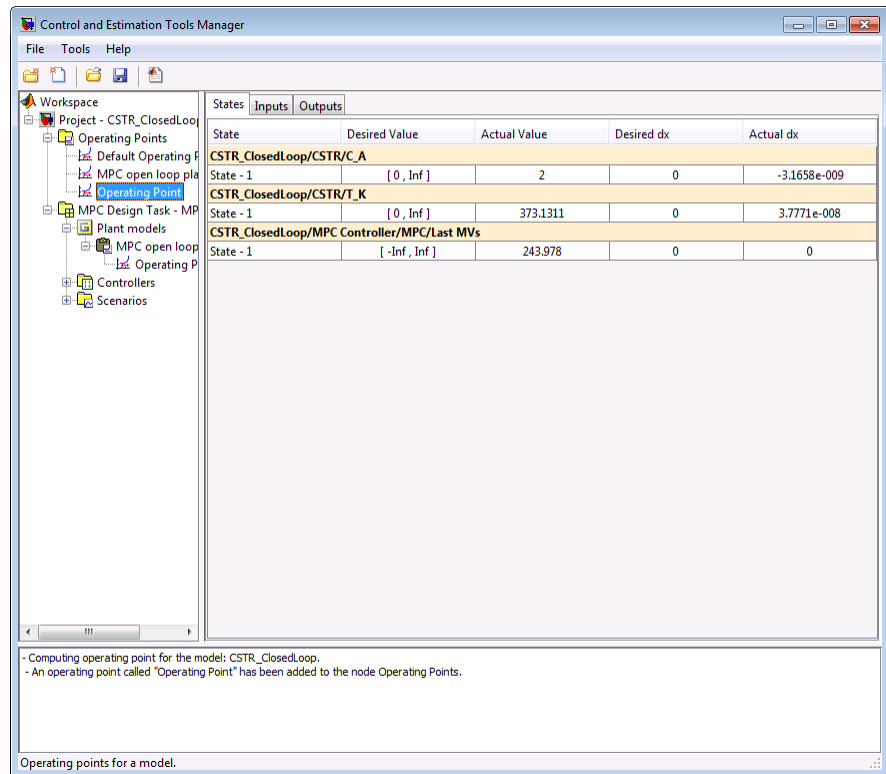 Control and Estimation Tools Manager
File Tools Help
Workspace
Project - CSTR_ClosedLoo
Operating Points
Default Operating P
MPC open loop pla
Operating Point
MPC Design Task - MP
Plant models
MPC open loop
Operating P
Controllers
Scenarios
States Inputs Outputs
State Desired Value Actual Value Desired dx Actual dx
CSTR_ClosedLoop/CSTR/C_A
State - 1 [ 0 , Inf ] 2 0 -3.1658e-009
CSTR_ClosedLoop/CSTR/T_K
State - 1 [ 0 , Inf ] 373.1311 0 3.7771e-008
CSTR_ClosedLoop/MPC Controller/MPC/Last MVs
State - 1 [ -Inf , Inf ] 243.978 0 0
- Computing operating point for the model: CSTR_ClosedLoop.
- An operating point called "Operating Point" has been added to the node Operating Points.
Operating points for a model.